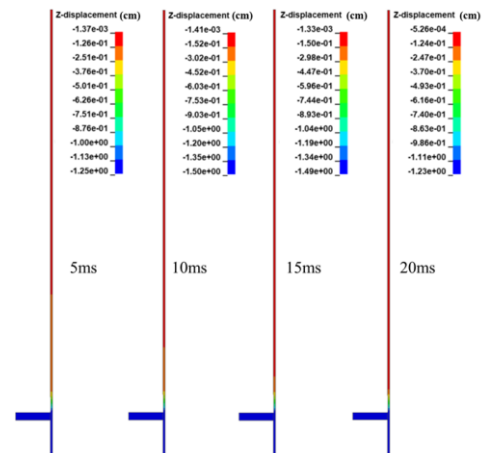 Z-displacement (cm)
-1.37e-03
-1.26e-01
-2.51e-01
-3.76e-01
-5.01e-01
-6.26e-01
-7.51e-01
-8.76e-01
-1.00e+00
-1.13e+00
-1.25e+00
5ms
Z-displacement (cm)
-1.41e-03
-1.52e-01
-3.02e-01
-4.52e-01
-6.03e-01
-7.53e-01
-9.03e-01
-1.05e+00
-1.20e+00
-1.35e+00
-1.50e+00
10ms
Z-displacement (cm)
-1.33e-03
-1.50e-01
-2.98e-01
-4.47e-01
-5.96e-01
-7.44e-01
-8.93e-01
-1.04e+00
-1.19e+00
-1.34e+00
-1.49e+00
15ms
Z-displacement (cm)
-5.26e-04
-1.24e-01
-2.47e-01
-3.70e-01
-4.93e-01
-6.16e-01
-7.40e-01
-8.63e-01
-9.86e-01
-1.11e+00
-1.23e+00
20ms